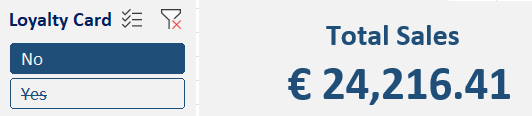 Loyalty Card
No
Yes
Total Sales
€ 24,216.41